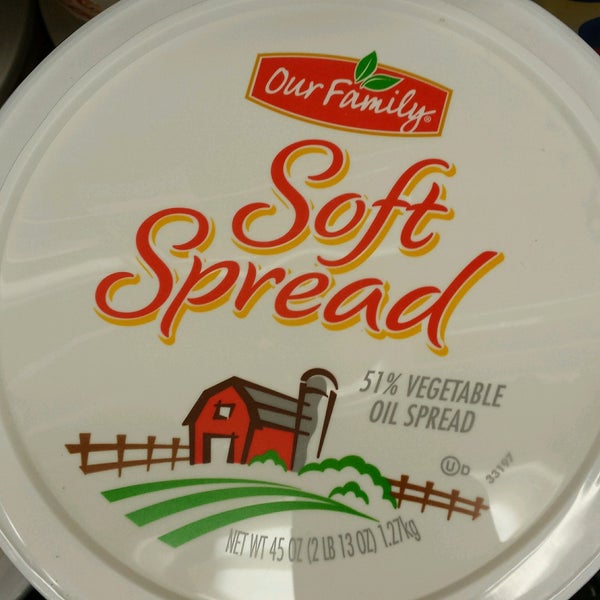 Our Family®
Soft
Spread
51% VEGETABLE
OIL SPREAD
U D
33197
NET WT 45 OZ (2 LB 13 OZ) 1.27kg